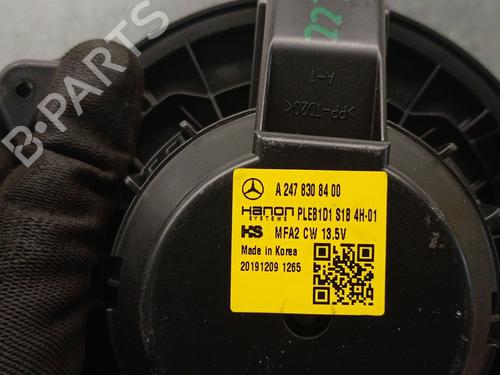 B-PARTS
22
>PP-TD20<
A-1
A 247 830 84 00
Hanon
SYSTEMS
PLEB1D1 S1B 4H-01
HS MFA2 CW 13.5V
Made in Korea
20191209 1265